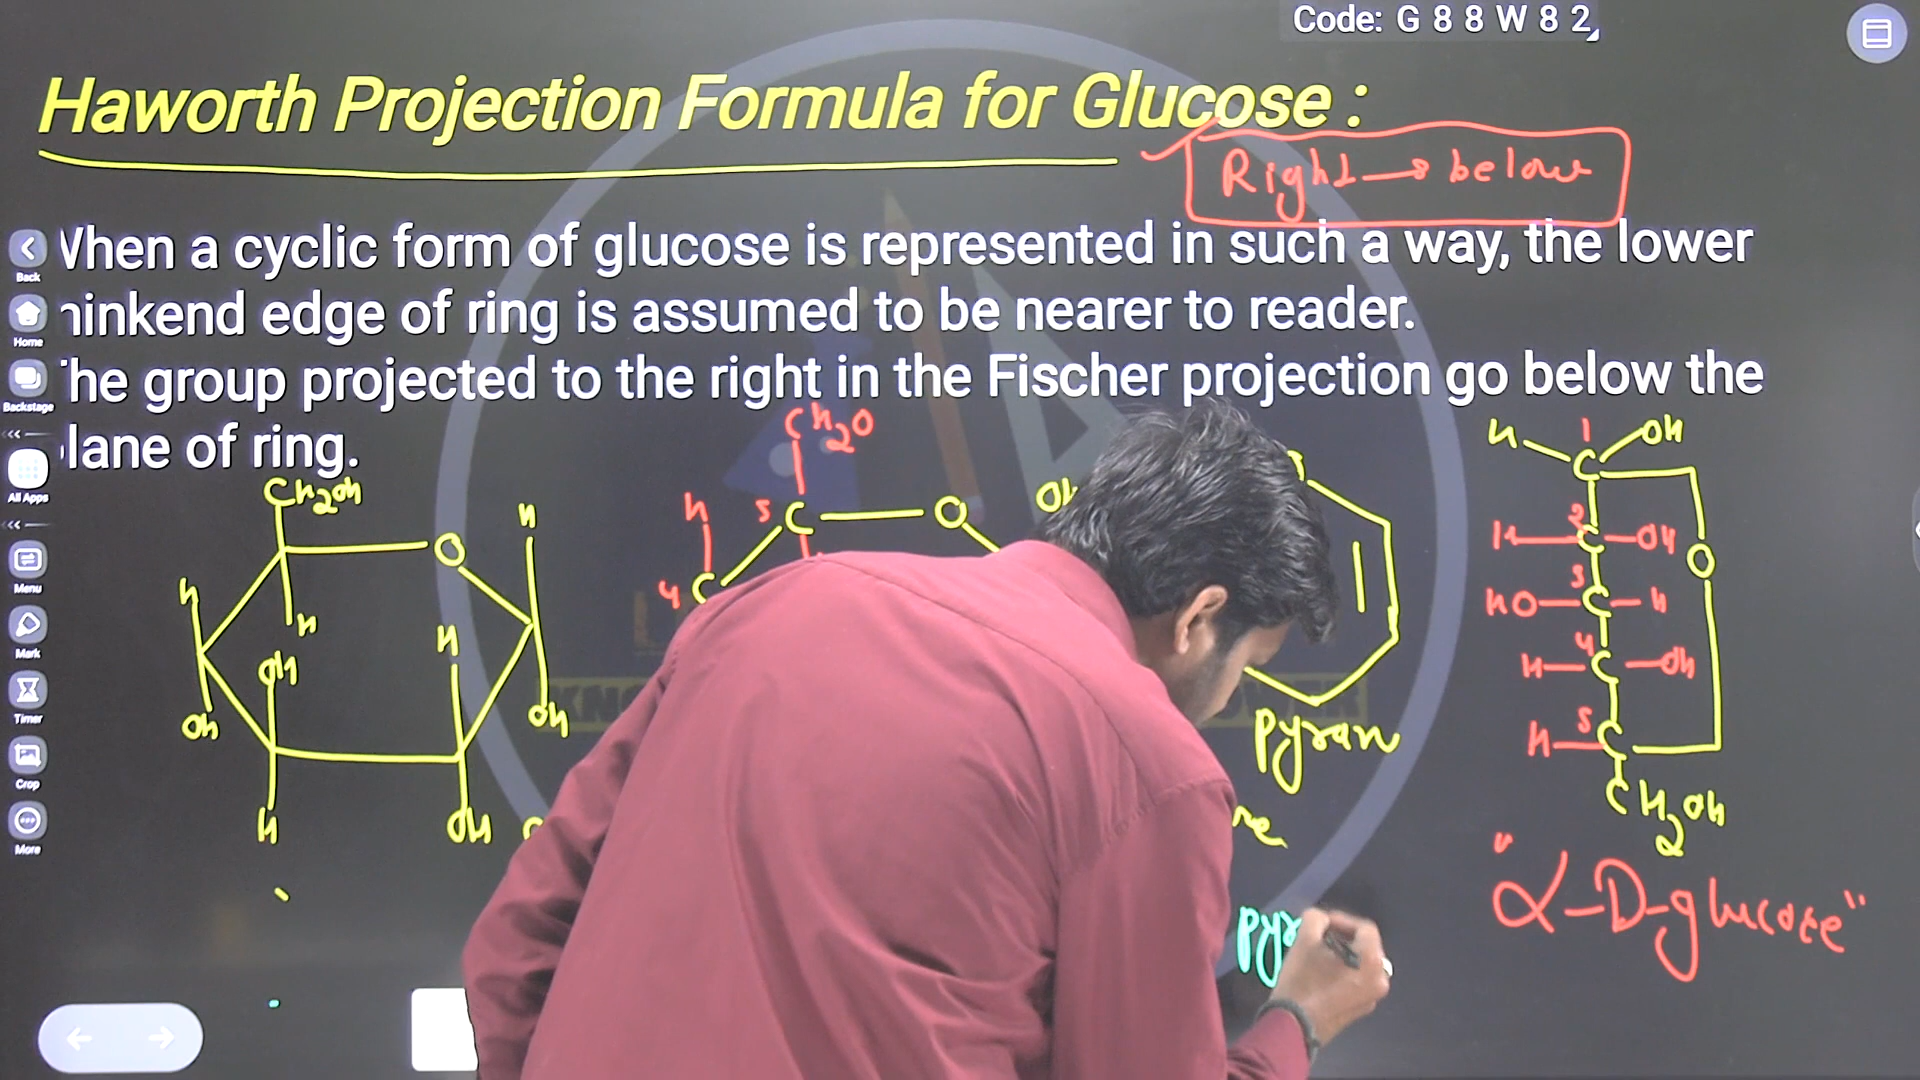 Code: G 8 8 W 8 2
Haworth Projection Formula for Glucose :
Right → below
When a cyclic form of glucose is represented in such a way, the lower
hinkend edge of ring is assumed to be nearer to reader.
The group projected to the right in the Fischer projection go below the
plane of ring.
Back
Home
Backstage
All Apps
Menu
Mark
Timer
Crop
More
CH2OH
O
H
H
H
OH
OH
H
OH
H
OH
CH2O
H
5
C
O
OH
4
C
Pyran
H
1
OH
C
H
2
C
OH
O
HO
3
C
H
H
4
C
OH
H
5
C
CH2OH
"α-D-glucose"